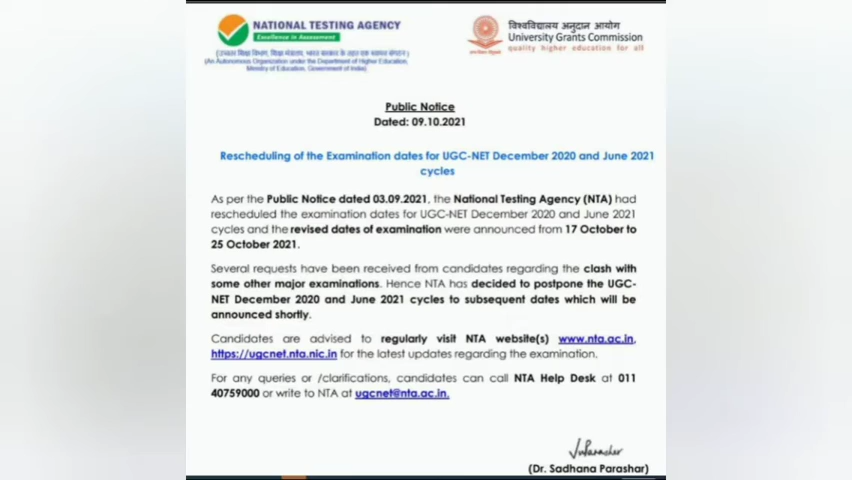 NATIONAL TESTING AGENCY
Excellence in Assessment
(उच्चतर शिक्षा विभाग, शिक्षा मंत्रालय, भारत सरकार के तहत एक स्वायत्त संगठन)
(An Autonomous Organization under the Department of Higher Education,
Ministry of Education, Government of India)
विश्वविद्यालय अनुदान आयोग
University Grants Commission
quality higher education for all
Public Notice
Dated: 09.10.2021
Rescheduling of the Examination dates for UGC-NET December 2020 and June 2021
cycles
As per the Public Notice dated 03.09.2021, the National Testing Agency (NTA) had
rescheduled the examination dates for UGC-NET December 2020 and June 2021
cycles and the revised dates of examination were announced from 17 October to
25 October 2021.
Several requests have been received from candidates regarding the clash with
some other major examinations. Hence NTA has decided to postpone the UGC-
NET December 2020 and June 2021 cycles to subsequent dates which will be
announced shortly.
Candidates are advised to regularly visit NTA website(s) www.nta.ac.in,
https://ugcnet.nta.nic.in for the latest updates regarding the examination.
For any queries or /clarifications, candidates can call NTA Help Desk at 011
40759000 or write to NTA at ugcnet@nta.ac.in.
(Dr. Sadhana Parashar)